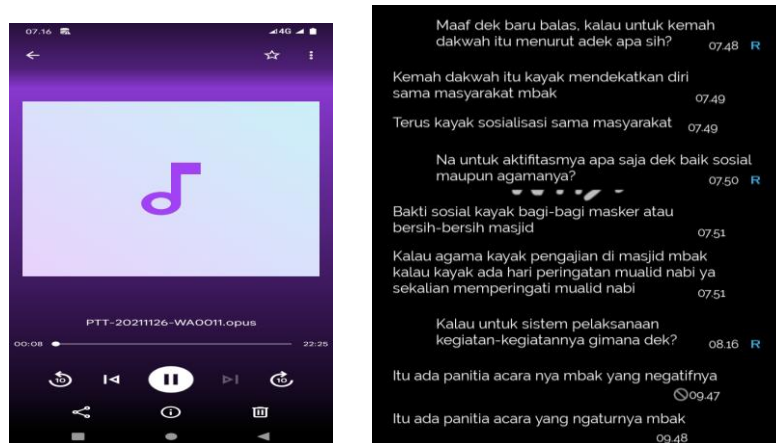 07.16
4G
PTT-20211126-WA0011.opus
00:08
22:25
10
10
Maaf dek baru balas, kalau untuk kemah
dakwah itu menurut adek apa sih?
07.48 R
Kemah dakwah itu kayak mendekatkan diri
sama masyarakat mbak
07.49
Terus kayak sosialisasi sama masyarakat 07.49
Na untuk aktifitasmya apa saja dek baik sosial
maupun agamanya?
07.50 R
Bakti sosial kayak bagi-bagi masker atau
bersih-bersih masjid
07.51
Kalau agama kayak pengajian di masjid mbak
kalau kayak ada hari peringatan mualid nabi ya
sekalian memperingati mualid nabi
07.51
Kalau untuk sistem pelaksanaan
kegiatan-kegiatannya gimana dek?
08.16 R
Itu ada panitia acara nya mbak yang negatifnya
09.47
Itu ada panitia acara yang ngaturnya mbak
09.48